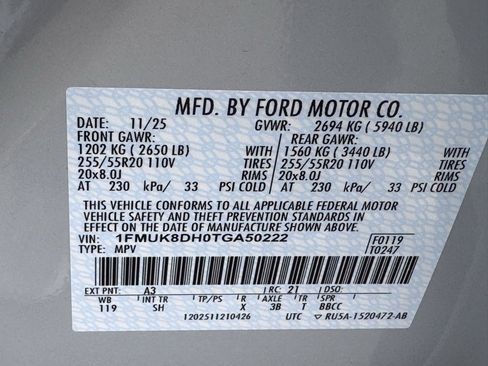 MFD. BY FORD MOTOR CO.
DATE: 11/25 GVWR: 2694 KG ( 5940 LB)
FRONT GAWR: REAR GAWR:
1202 KG ( 2650 LB) WITH 1560 KG ( 3440 LB) WITH
255/55R20 110V TIRES 255/55R20 110V TIRES
20x8.0J RIMS 20x8.0J RIMS
AT 230 kPa/ 33 PSI COLD AT 230 kPa/ 33 PSI COLD
THIS VEHICLE CONFORMS TO ALL APPLICABLE FEDERAL MOTOR
VEHICLE SAFETY AND THEFT PREVENTION STANDARDS IN
EFFECT ON THE DATE OF MANUFACTURE SHOWN ABOVE.
VIN: 1FMUK8DH0TGA50222 F0119
TYPE: MPV T0247
EXT PNT: A3 RC: 21 DSO:
WB INT TR TP/PS R AXLE TR SPR
119 SH X 3B T BBCC
1202511210426 UTC RU5A-1520472-AB